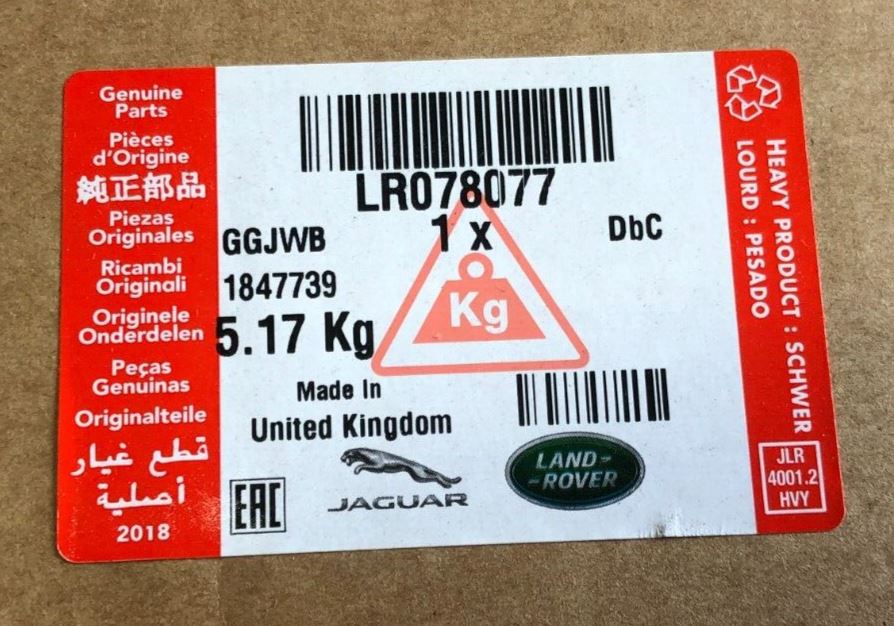 Genuine
Parts
Pièces
d'Origine
純正部品
Piezas
Originales
Ricambi
Originali
Originele
Onderdelen
Peças
Genuinas
Originalteile
قطع غيار
أصلية
2018
LR078077
1 x
DbC
GGJWB
1847739
5.17 Kg
Kg
Made In
United Kingdom
EAC
JAGUAR
LAND-
-ROVER
HEAVY PRODUCT : SCHWER
LOURD : PESADO
JLR
4001.2
HVY